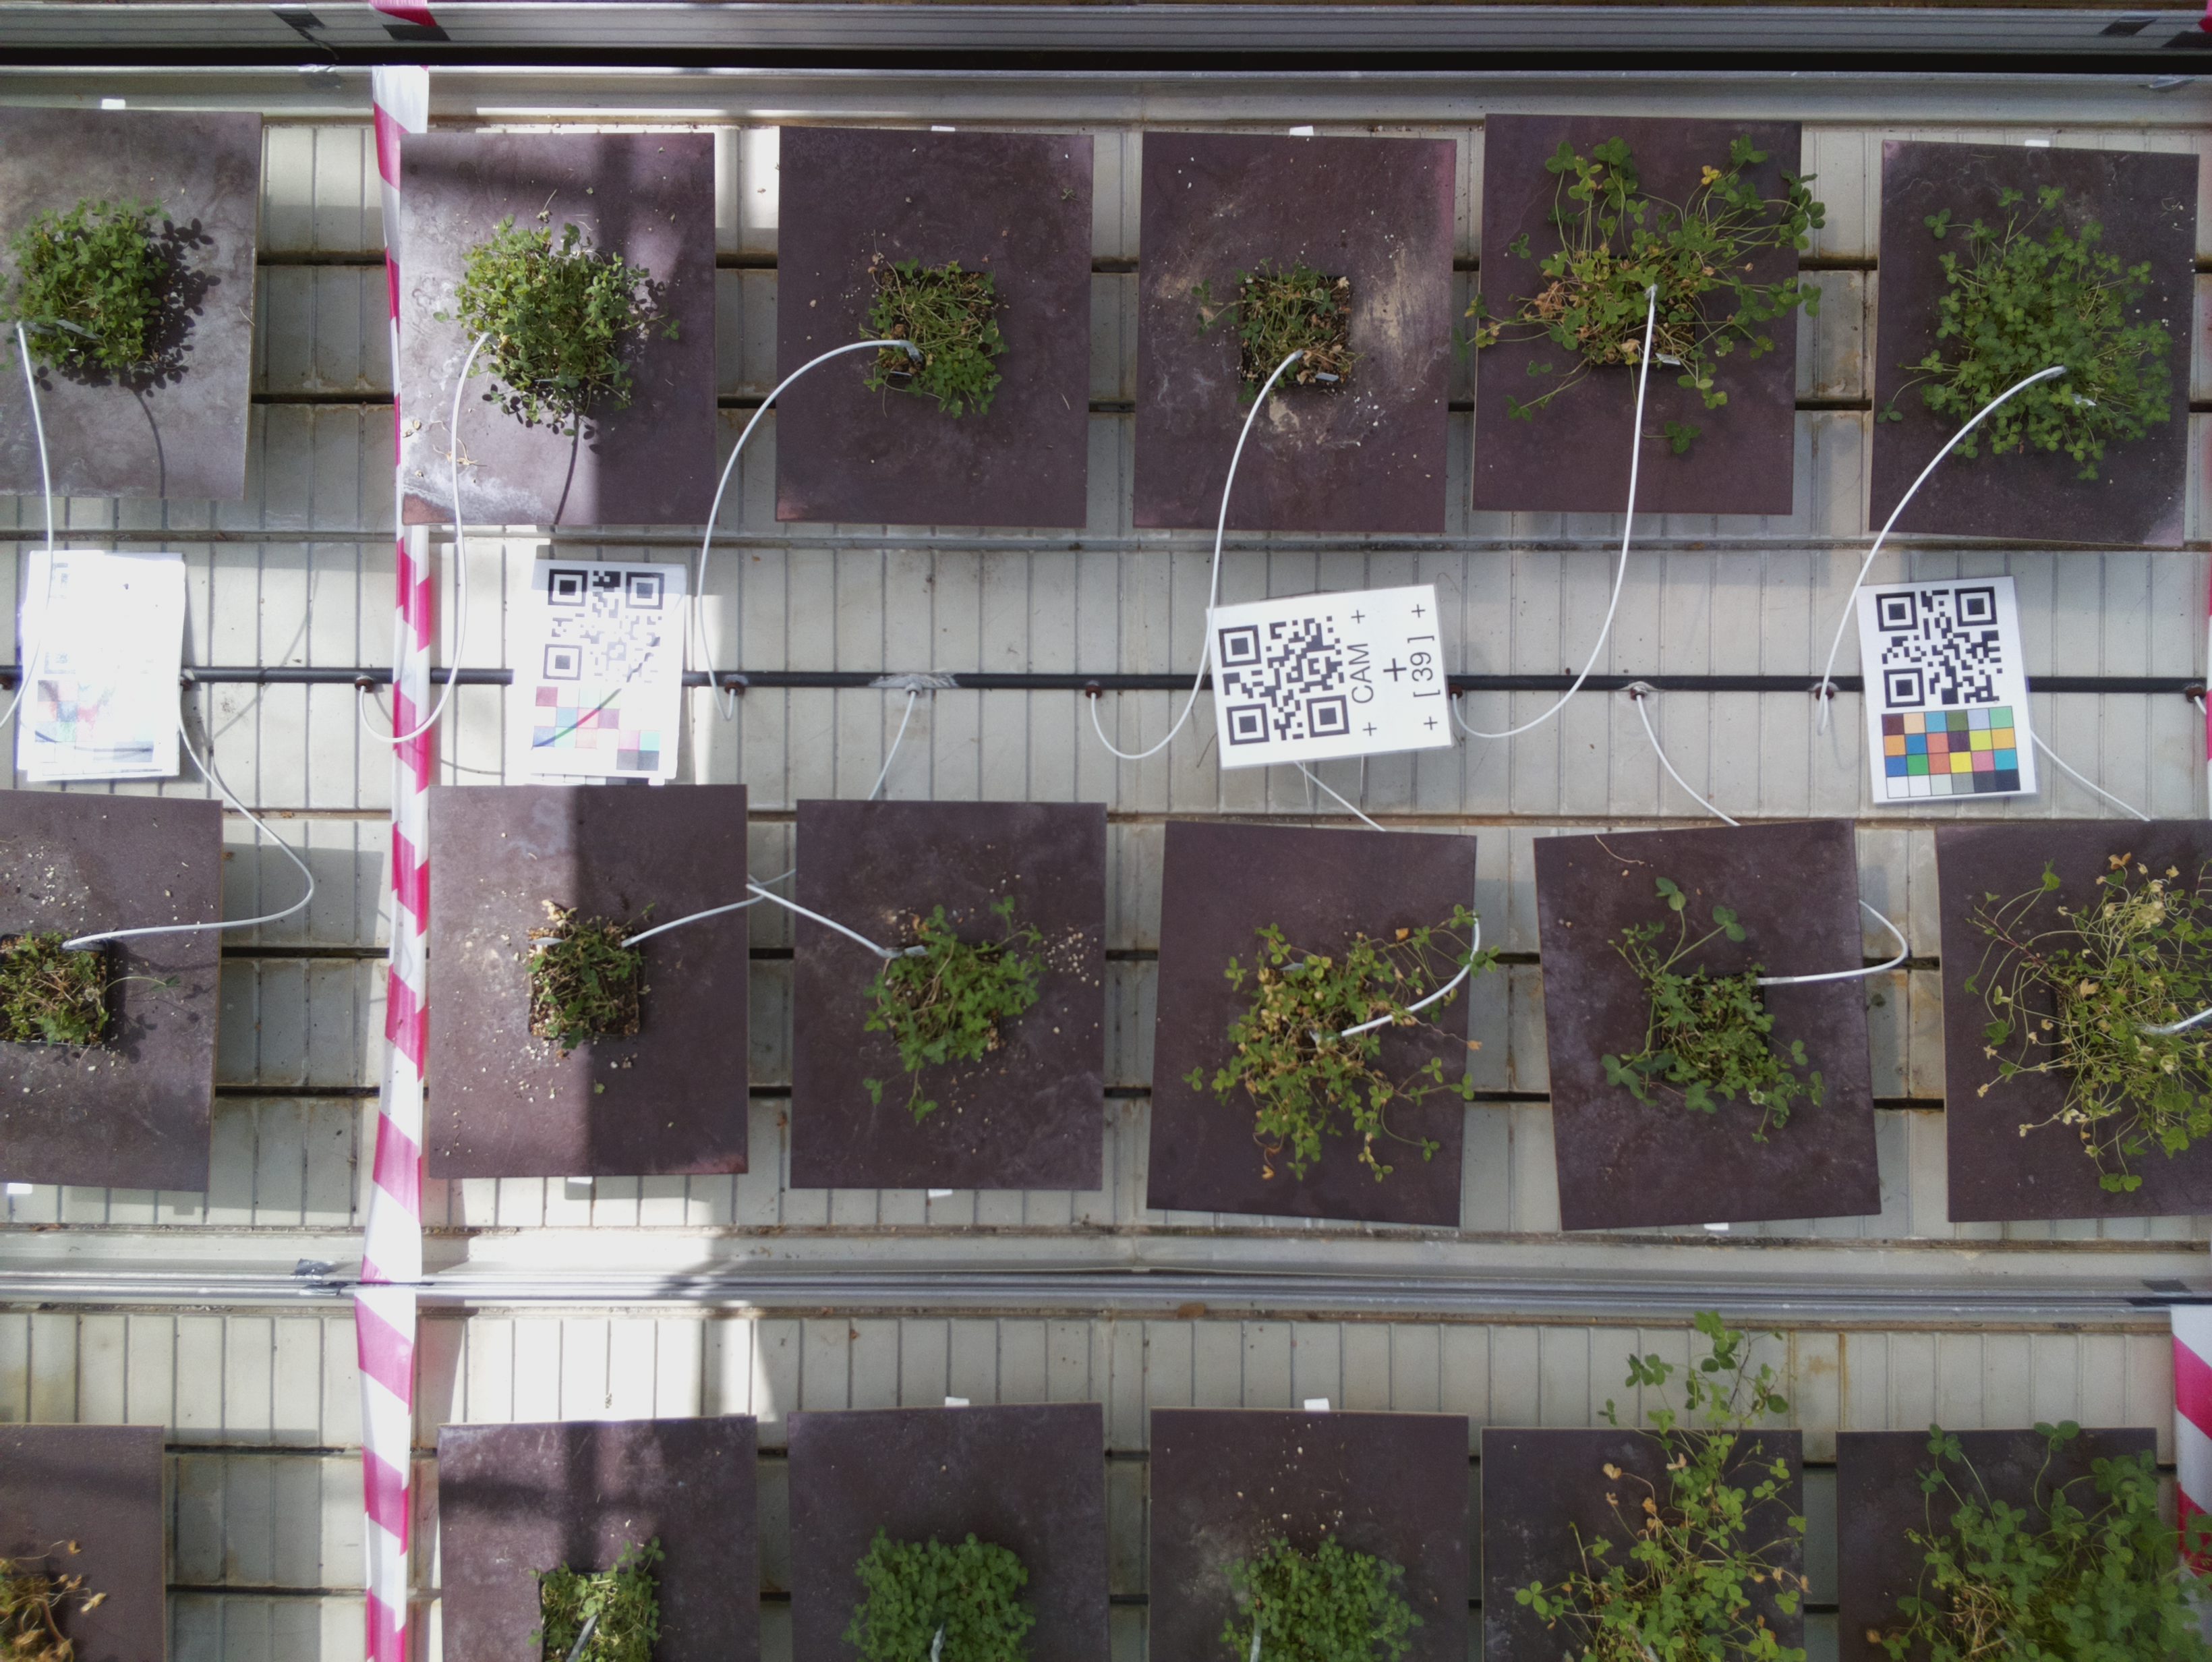 + CAM +
+
+ [ 39 ] +